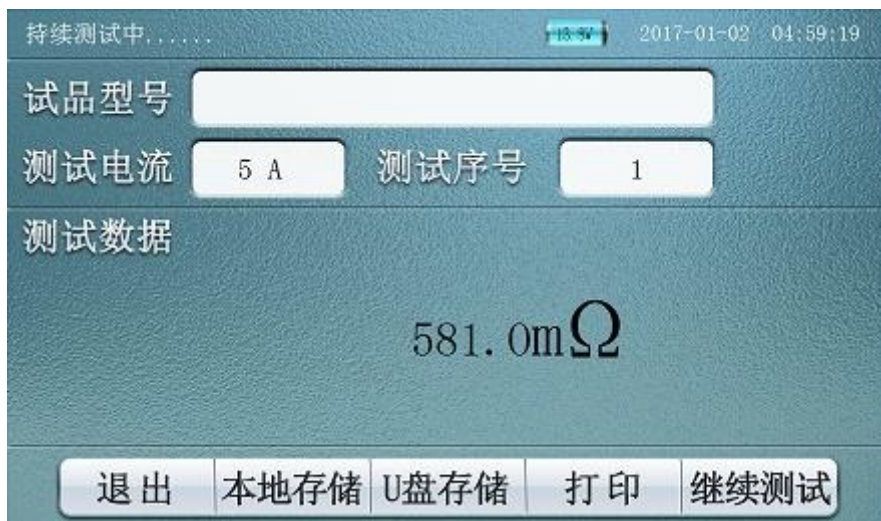 持续测试中...... 13.9V 2017-01-02 04:59:19
试品型号
测试电流 5 A 测试序号 1
测试数据
581.0mΩ
退出 本地存储 U盘存储 打印 继续测试